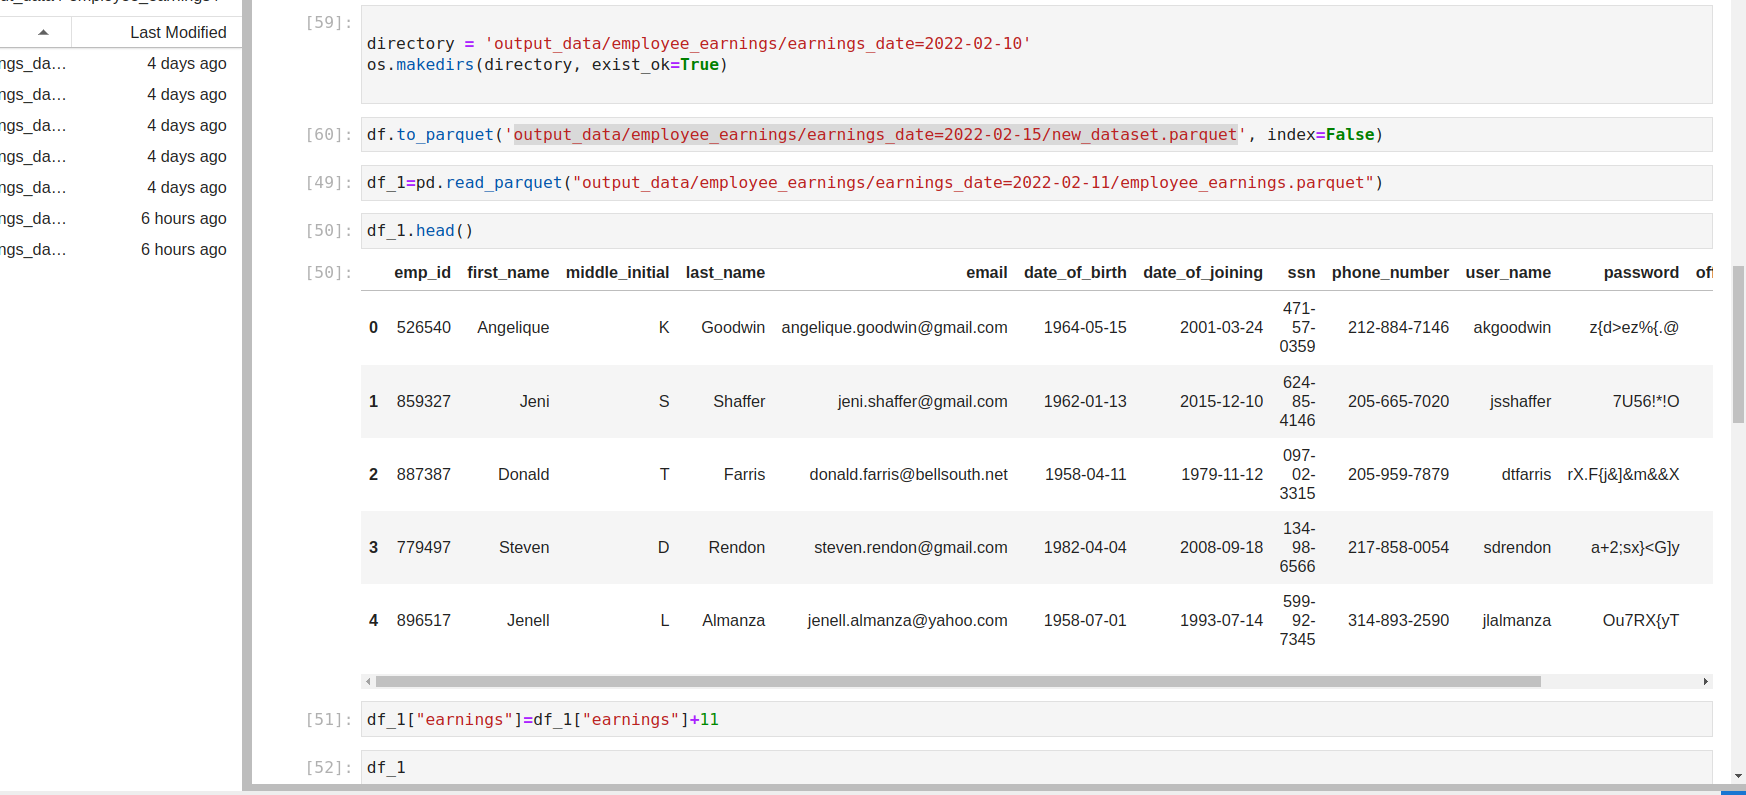 Last Modified
ngs_da… 4 days ago
ngs_da… 4 days ago
ngs_da… 4 days ago
ngs_da… 4 days ago
ngs_da… 4 days ago
ngs_da… 6 hours ago
ngs_da… 6 hours ago
[59]:
directory = 'output_data/employee_earnings/earnings_date=2022-02-10'
os.makedirs(directory, exist_ok=True)
[60]: df.to_parquet('output_data/employee_earnings/earnings_date=2022-02-15/new_dataset.parquet', index=False)
[49]: df_1=pd.read_parquet("output_data/employee_earnings/earnings_date=2022-02-11/employee_earnings.parquet")
[50]: df_1.head()
[50]: emp_id first_name middle_initial last_name email date_of_birth date_of_joining ssn phone_number user_name password off
0 526540 Angelique K Goodwin angelique.goodwin@gmail.com 1964-05-15 2001-03-24 471-57-0359 212-884-7146 akgoodwin z{d>ez%{.@
1 859327 Jeni S Shaffer jeni.shaffer@gmail.com 1962-01-13 2015-12-10 624-85-4146 205-665-7020 jsshaffer 7U56!*!O
2 887387 Donald T Farris donald.farris@bellsouth.net 1958-04-11 1979-11-12 097-02-3315 205-959-7879 dtfarris rX.F{j&]&m&&X
3 779497 Steven D Rendon steven.rendon@gmail.com 1982-04-04 2008-09-18 134-98-6566 217-858-0054 sdrendon a+2;sx}<G]y
4 896517 Jenell L Almanza jenell.almanza@yahoo.com 1958-07-01 1993-07-14 599-92-7345 314-893-2590 jlalmanza Ou7RX{yT
[51]: df_1["earnings"]=df_1["earnings"]+11
[52]: df_1